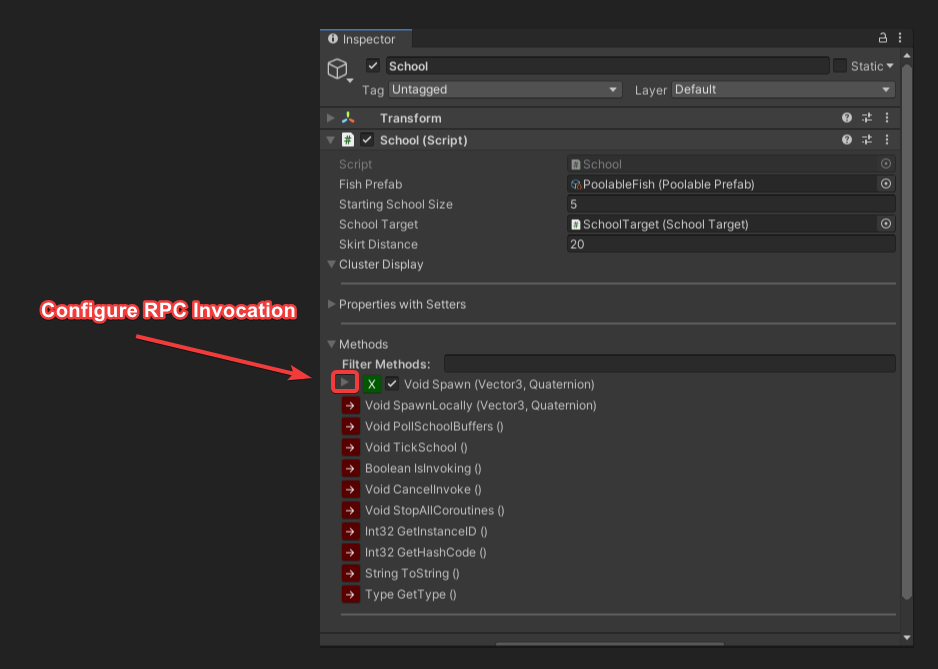 Inspector
School
Static
Tag Untagged Layer Default
Transform
# School (Script)
Script # School
Fish Prefab PoolableFish (Poolable Prefab)
Starting School Size 5
School Target # SchoolTarget (School Target)
Skirt Distance 20
Cluster Display
Configure RPC Invocation
Properties with Setters
Methods
Filter Methods:
X Void Spawn (Vector3, Quaternion)
Void SpawnLocally (Vector3, Quaternion)
Void PollSchoolBuffers ()
Void TickSchool ()
Boolean IsInvoking ()
Void CancelInvoke ()
Void StopAllCoroutines ()
Int32 GetInstanceID ()
Int32 GetHashCode ()
String ToString ()
Type GetType ()